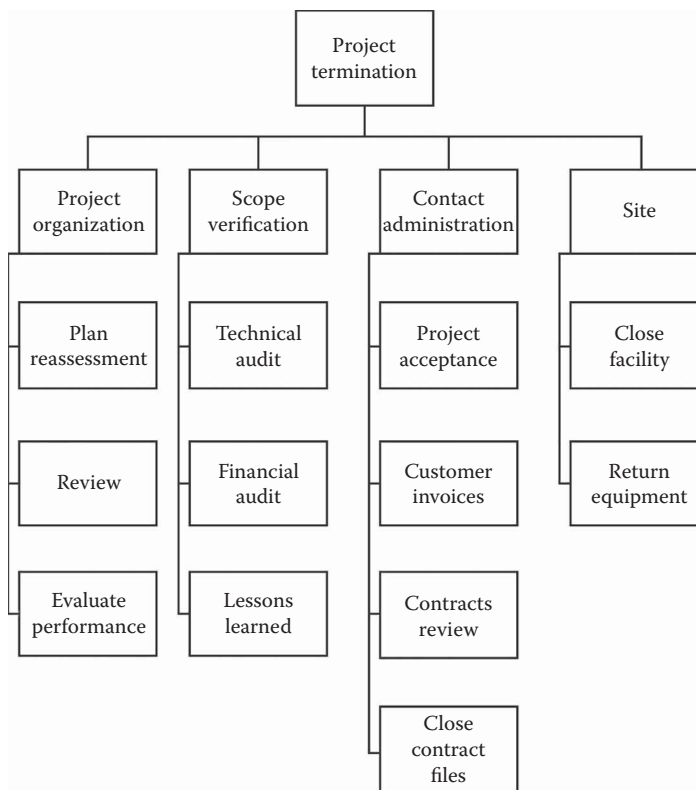 Project
termination
Project
organization
Scope
verification
Contact
administration
Site
Plan
reassessment
Technical
audit
Project
acceptance
Close
facility
Review
Financial
audit
Customer
invoices
Return
equipment
Evaluate
performance
Lessons
learned
Contracts
review
Close
contract
files